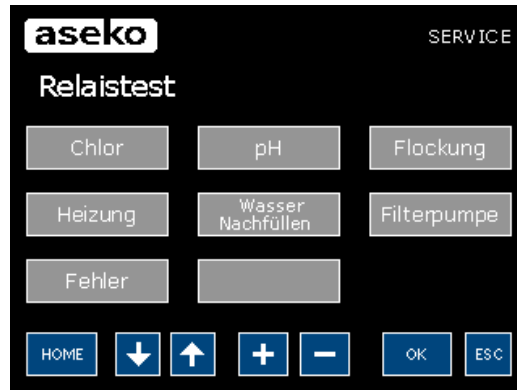 aseko
SERVICE
Relaistest
Chlor
pH
Flockung
Heizung
Wasser
Nachfüllen
Filterpumpe
Fehler
HOME
+
−
OK
ESC